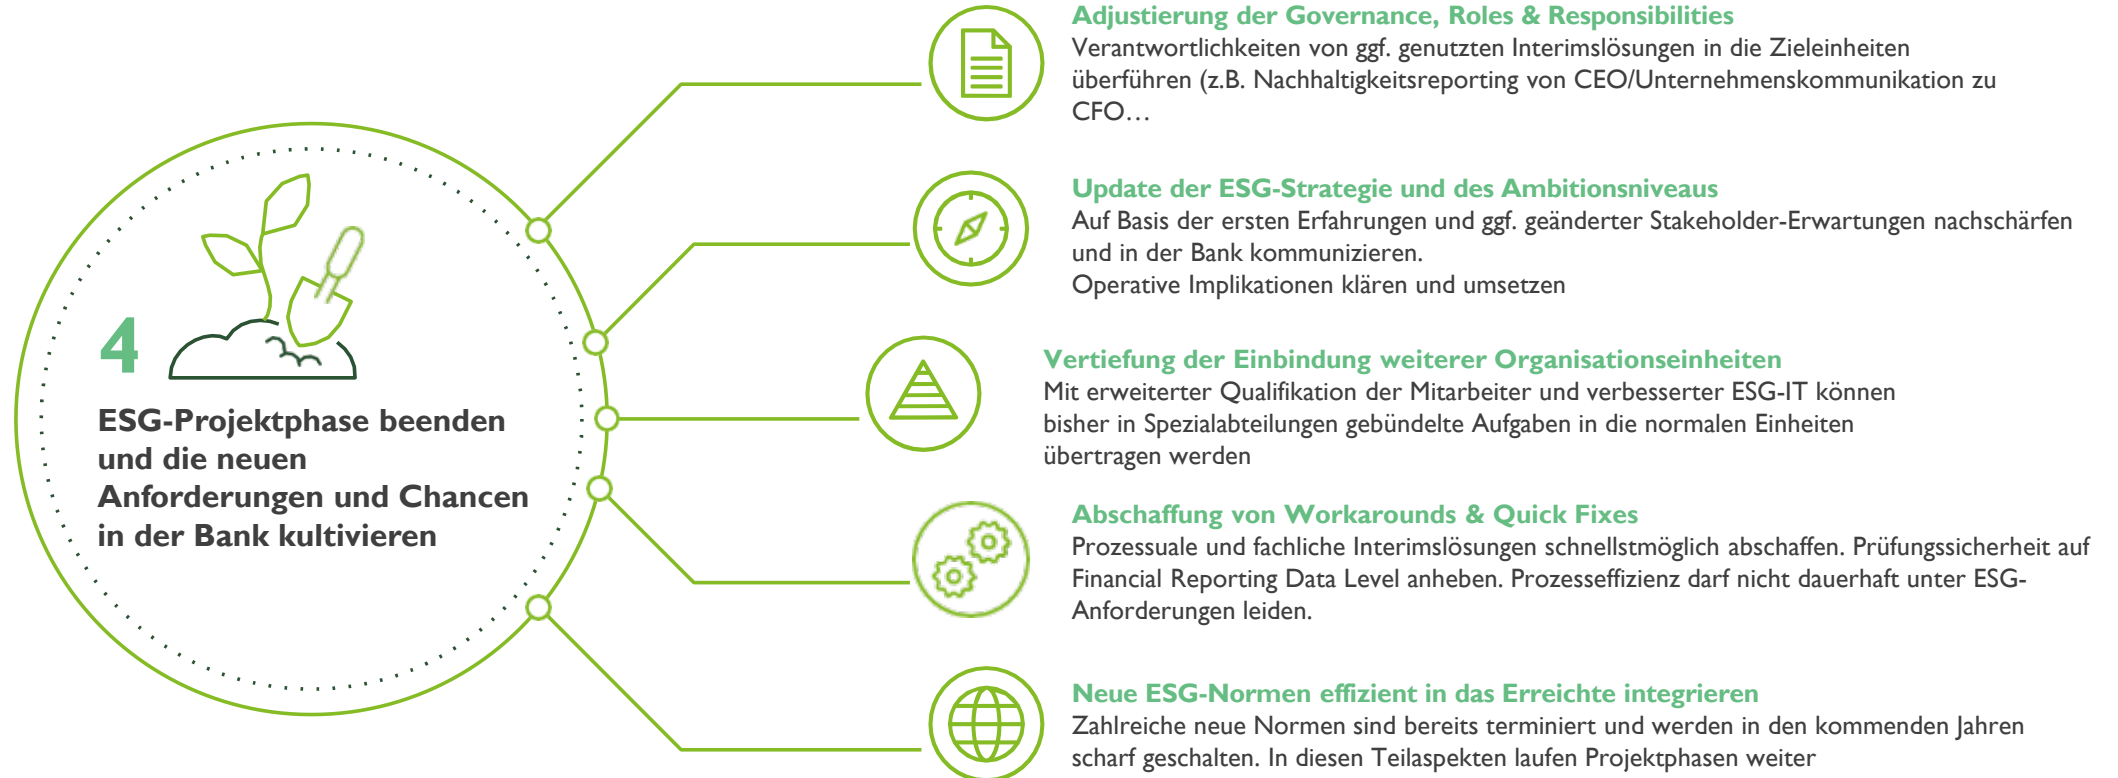 4
ESG-Projektphase beenden
und die neuen
Anforderungen und Chancen
in der Bank kultivieren
Adjustierung der Governance, Roles & Responsibilities
Verantwortlichkeiten von ggf. genutzten Interimslösungen in die Zieleinheiten
überführen (z.B. Nachhaltigkeitsreporting von CEO/Unternehmenskommunikation zu
CFO…
Update der ESG-Strategie und des Ambitionsniveaus
Auf Basis der ersten Erfahrungen und ggf. geänderter Stakeholder-Erwartungen nachschärfen
und in der Bank kommunizieren.
Operative Implikationen klären und umsetzen
Vertiefung der Einbindung weiterer Organisationseinheiten
Mit erweiterter Qualifikation der Mitarbeiter und verbesserter ESG-IT können
bisher in Spezialabteilungen gebündelte Aufgaben in die normalen Einheiten
übertragen werden
Abschaffung von Workarounds & Quick Fixes
Prozessuale und fachliche Interimslösungen schnellstmöglich abschaffen. Prüfungssicherheit auf
Financial Reporting Data Level anheben. Prozesseffizienz darf nicht dauerhaft unter ESG-
Anforderungen leiden.
Neue ESG-Normen effizient in das Erreichte integrieren
Zahlreiche neue Normen sind bereits terminiert und werden in den kommenden Jahren
scharf geschalten. In diesen Teilaspekten laufen Projektphasen weiter